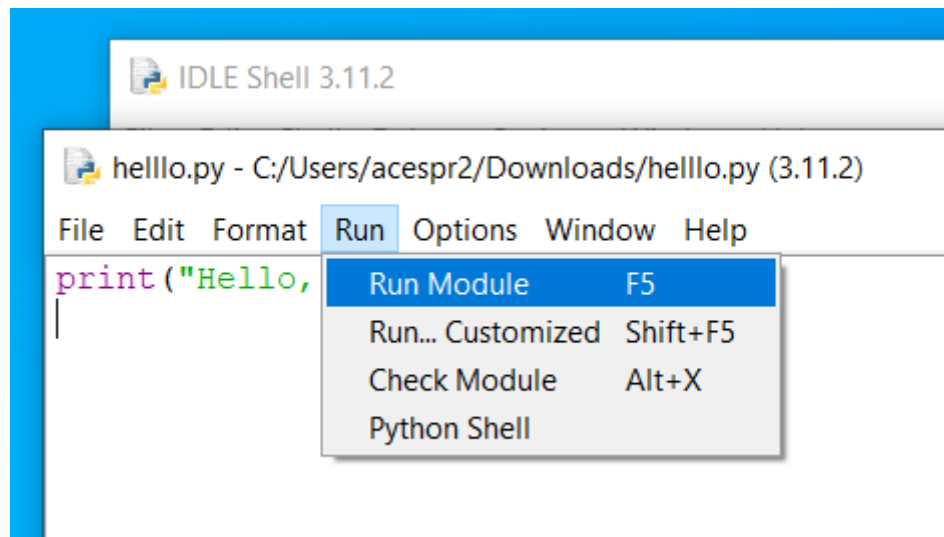 IDLE Shell 3.11.2
helllo.py - C:/Users/acespr2/Downloads/helllo.py (3.11.2)
File Edit Format Run Options Window Help
print("Hello,
Run Module F5
Run... Customized Shift+F5
Check Module Alt+X
Python Shell